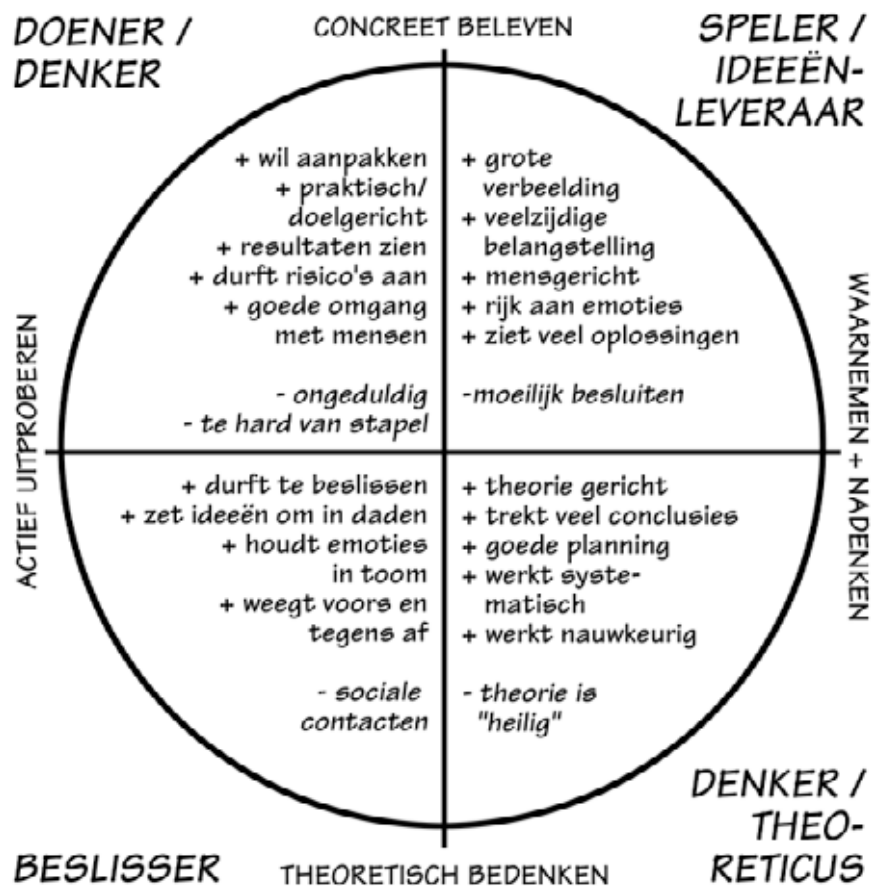 DOENER /
DENKER
CONCREET BELEVEN
SPELER /
IDEEËN-
LEVERAAR
+ wil aanpakken
+ praktisch/
doelgericht
+ resultaten zien
+ durft risico's aan
+ goede omgang
met mensen
- ongeduldig
- te hard van stapel
+ grote
verbeelding
+ veelzijdige
belangstelling
+ mensgericht
+ rijk aan emoties
+ ziet veel oplossingen
-moeilijk besluiten
ACTIEF UITPROBEREN
WAARNEMEN + NADENKEN
+ durft te beslissen
+ zet ideeën om in daden
+ houdt emoties
in toom
+ weegt voors en
tegens af
- sociale
contacten
+ theorie gericht
+ trekt veel conclusies
+ goede planning
+ werkt syste-
matisch
+ werkt nauwkeurig
- theorie is
"heilig"
BESLISSER
THEORETISCH BEDENKEN
DENKER /
THEO-
RETICUS